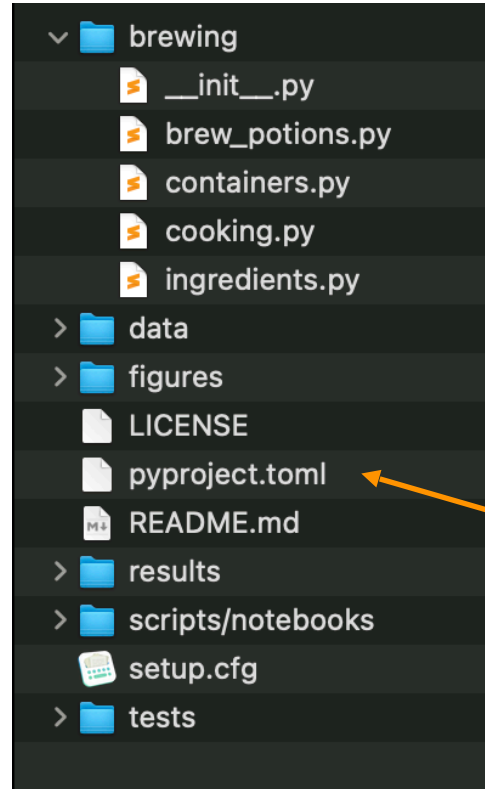 brewing
__init__.py
brew_potions.py
containers.py
cooking.py
ingredients.py
data
figures
LICENSE
pyproject.toml
README.md
results
scripts/notebooks
setup.cfg
tests